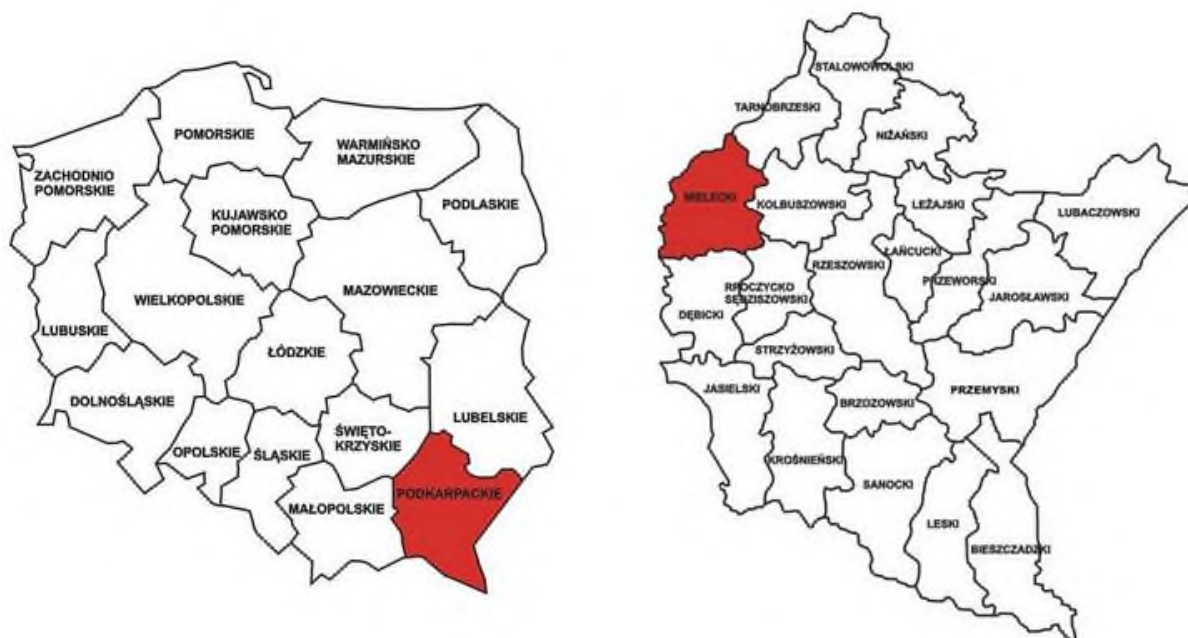 POMORSKIE
WARMIŃSKO
MAZURSKIE
ZACHODNIO
POMORSKIE
KUJAWSKO
POMORSKIE
PODLASKIE
WIELKOPOLSKIE
MAZOWIECKIE
LUBUSKIE
ŁÓDZKIE
DOLNOŚLĄSKIE
LUBELSKIE
OPOLSKIE
ŚLĄSKIE
ŚWIĘTO-
KRZYSKIE
MAŁOPOLSKIE
PODKARPACKIE
STALOWOWOLSKI
TARNOBRZESKI
NIŻAŃSKI
MIELECKI
KOLBUSZOWSKI
LEŻAJSKI
LUBACZOWSKI
ŁAŃCUCKI
RZESZOWSKI
PRZEWORSKI
JAROSŁAWSKI
RPOCZYCKO
SĘDZISZOWSKI
DĘBICKI
STRZYŻOWSKI
JASIELSKI
BRZOZOWSKI
PRZEMYSKI
KROŚNIEŃSKI
SANOCKI
LESKI
BIESZCZADZKI